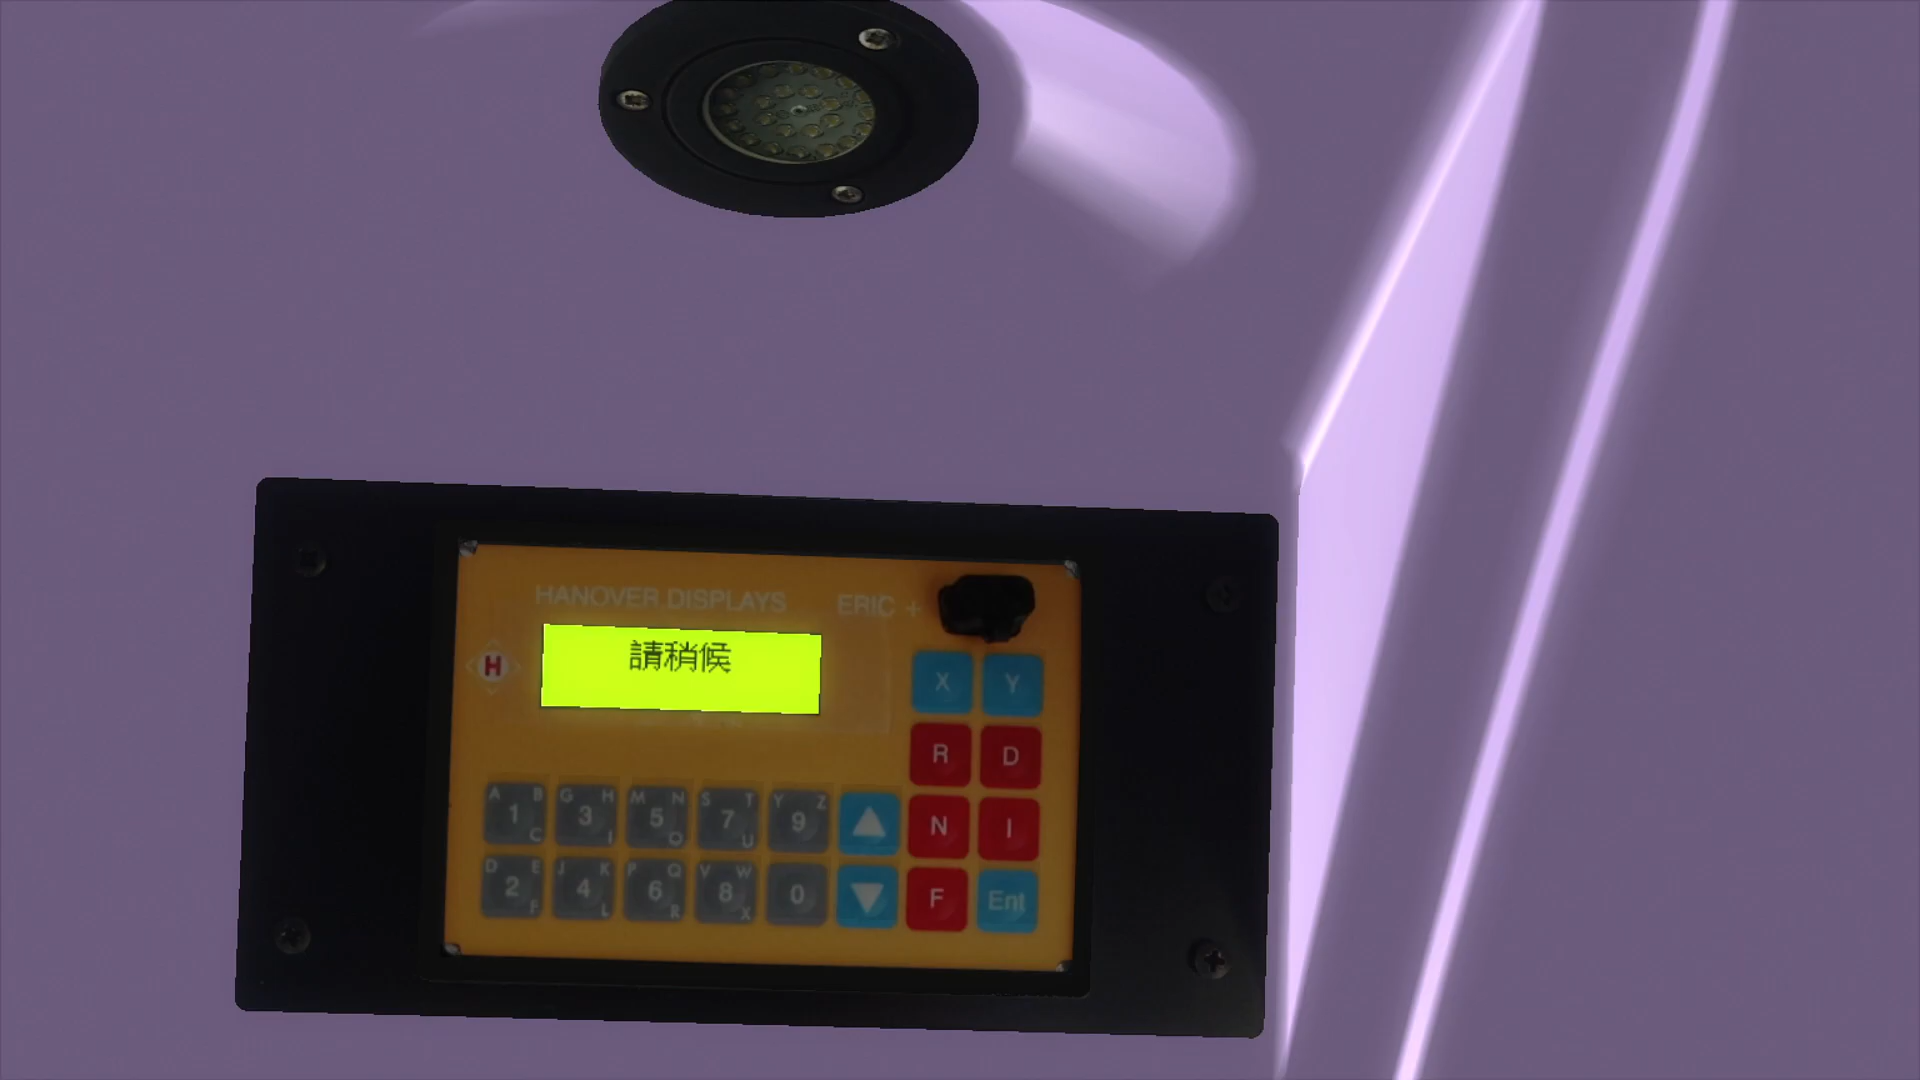 HANOVER DISPLAYS ERIC +
請稍候
H
X Y
R D
A B 1 C G H 3 I M N 5 O S T 7 U Y Z 9 N I
D E 2 F J K 4 L P Q 6 R V W 8 X 0 F Ent